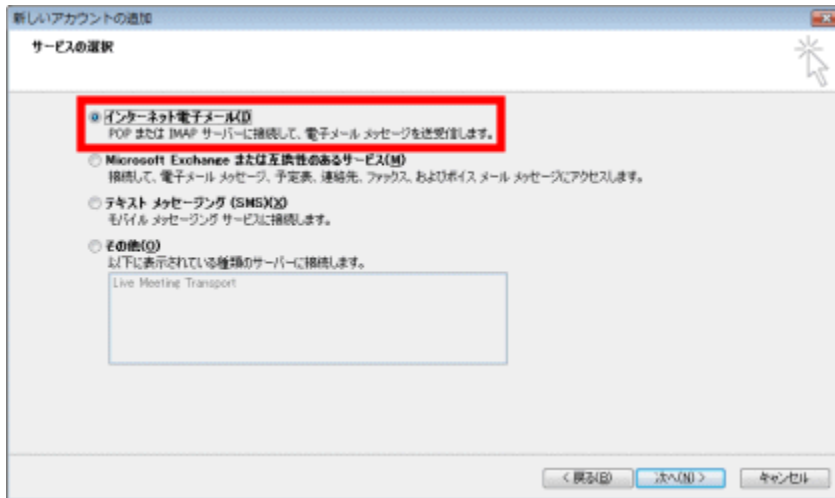 新しいアカウントの追加
サービスの選択
インターネット電子メール(I)
POP または IMAP サーバーに接続して、電子メール メッセージを送受信します。
Microsoft Exchange または互換性のあるサービス(M)
接続して、電子メール メッセージ、予定表、連絡先、ファックス、およびボイス メール メッセージにアクセスします。
テキスト メッセージング (SMS)(X)
モバイル メッセージング サービスに接続します。
その他(O)
以下に表示されている種類のサーバーに接続します。
Live Meeting Transport
< 戻る(B) 次へ(N) > キャンセル